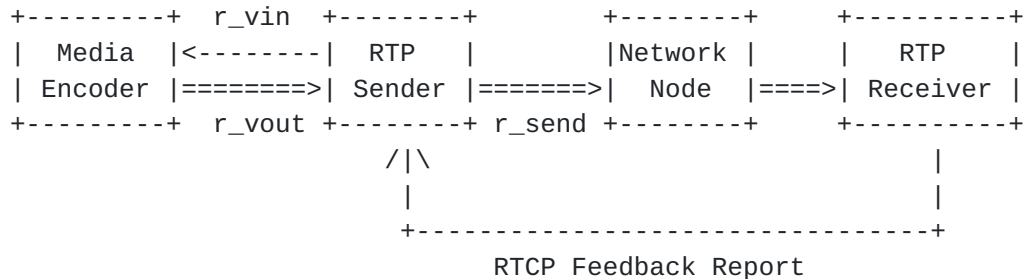 +---------+  r_vin  +--------+        +--------+     +----------+
|  Media  |<--------|  RTP   |        |Network |     |   RTP    |
| Encoder |========>| Sender |=======>|  Node  |====>| Receiver |
+---------+  r_vout +--------+ r_send +--------+     +----------+
                       /|\                                |
                        |                                 |
                        +---------------------------------+
                              RTCP Feedback Report